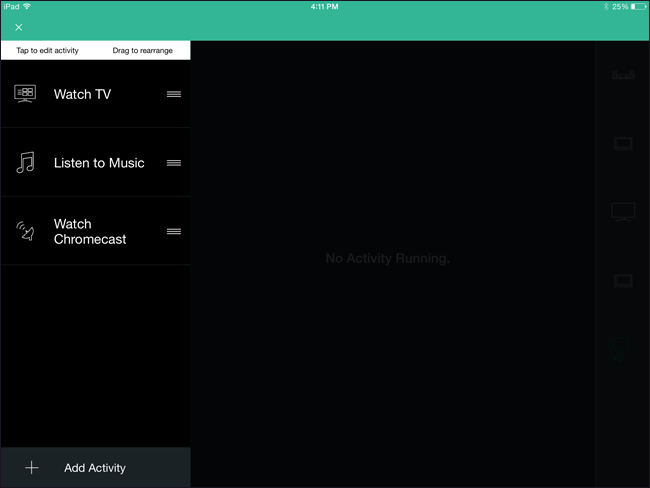 iPad 4:11 PM 25%
Tap to edit activity Drag to rearrange
Watch TV
Listen to Music
Watch
Chromecast
No Activity Running.
Add Activity